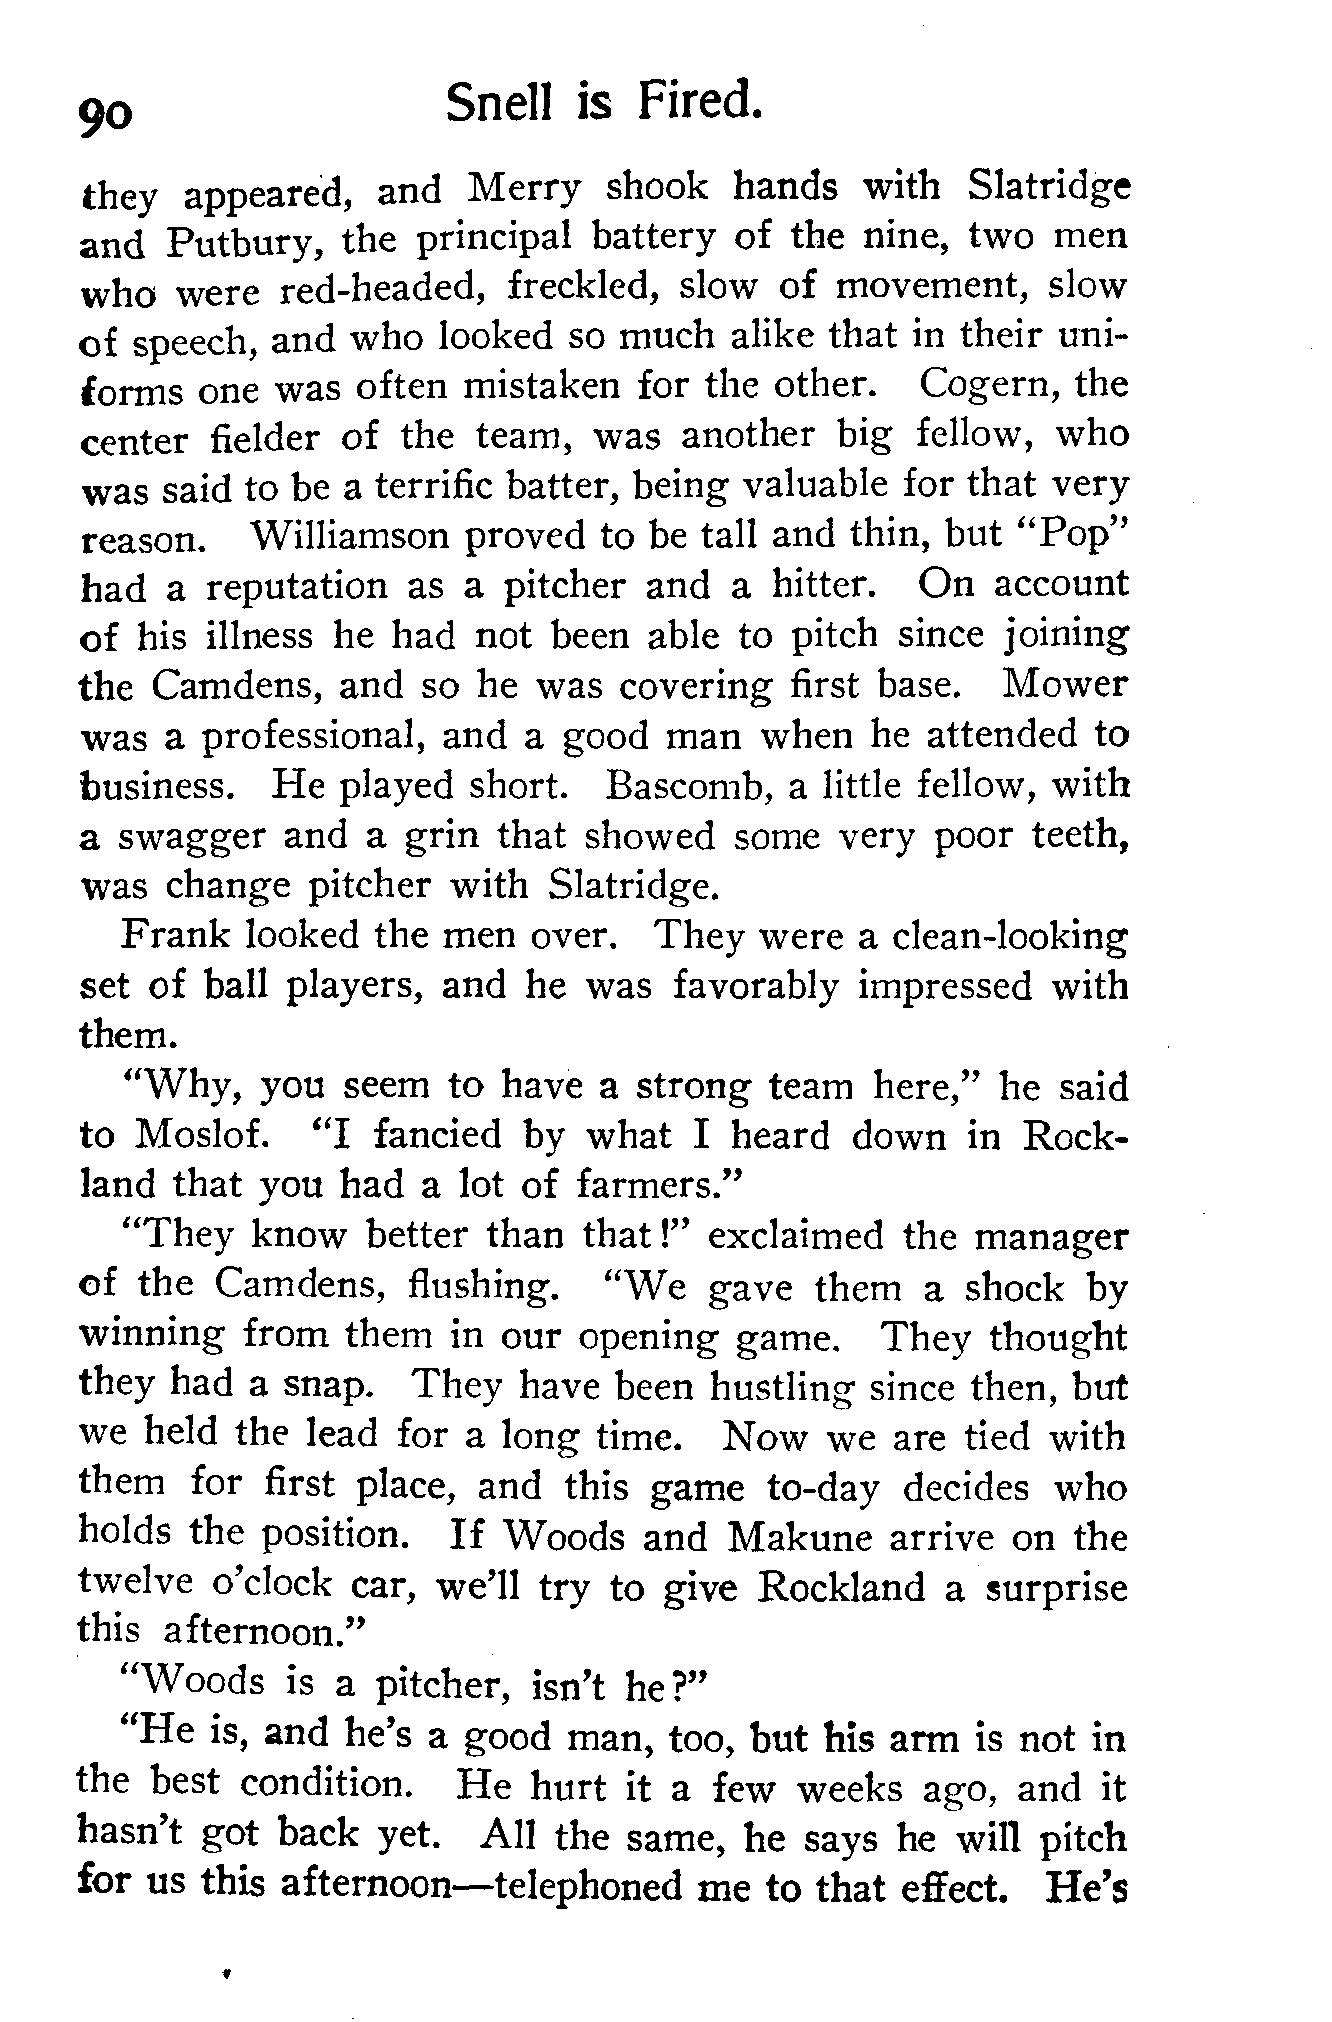 90 Snell is Fired.
they appeared, and Merry shook hands with Slatridge
and Putbury, the principal battery of the nine, two men
who were red-headed, freckled, slow of movement, slow
of speech, and who looked so much alike that in their uni-
forms one was often mistaken for the other. Cogern, the
center fielder of the team, was another big fellow, who
was said to be a terrific batter, being valuable for that very
reason. Williamson proved to be tall and thin, but “Pop”
had a reputation as a pitcher and a hitter. On account
of his illness he had not been able to pitch since joining
the Camdens, and so he was covering first base. Mower
was a professional, and a good man when he attended to
business. He played short. Bascomb, a little fellow, with
a swagger and a grin that showed some very poor teeth,
was change pitcher with Slatridge.
Frank looked the men over. They were a clean-looking
set of ball players, and he was favorably impressed with
them.
“Why, you seem to have a strong team here,” he said
to Moslof. “I fancied by what I heard down in Rock-
land that you had a lot of farmers.”
“They know better than that!” exclaimed the manager
of the Camdens, flushing. “We gave them a shock by
winning from them in our opening game. They thought
they had a snap. They have been hustling since then, but
we held the lead for a long time. Now we are tied with
them for first place, and this game to-day decides who
holds the position. If Woods and Makune arrive on the
twelve o’clock car, we’ll try to give Rockland a surprise
this afternoon.”
“Woods is a pitcher, isn’t he?”
“He is, and he’s a good man, too, but his arm is not in
the best condition. He hurt it a few weeks ago, and it
hasn’t got back yet. All the same, he says he will pitch
for us this afternoon—telephoned me to that effect. He’s